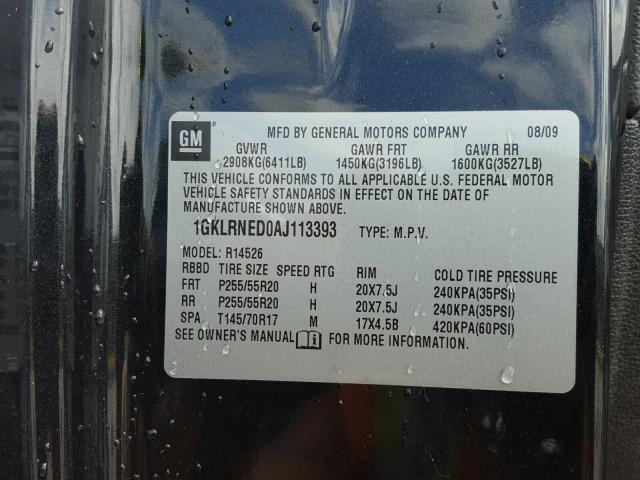 GM MFD BY GENERAL MOTORS COMPANY 08/09
GVWR GAWR FRT GAWR RR
2908KG(6411LB) 1450KG(3196LB) 1600KG(3527LB)
THIS VEHICLE CONFORMS TO ALL APPLICABLE U.S. FEDERAL MOTOR
VEHICLE SAFETY STANDARDS IN EFFECT ON THE DATE OF
MANUFACTURE SHOWN ABOVE.
1GKLRNED0AJ113393 TYPE: M.P.V.
MODEL: R14526
RBBD TIRE SIZE SPEED RTG RIM COLD TIRE PRESSURE
FRT P255/55R20 H 20X7.5J 240KPA(35PSI)
RR P255/55R20 H 20X7.5J 240KPA(35PSI)
SPA T145/70R17 M 17X4.5B 420KPA(60PSI)
SEE OWNER'S MANUAL i FOR MORE INFORMATION.